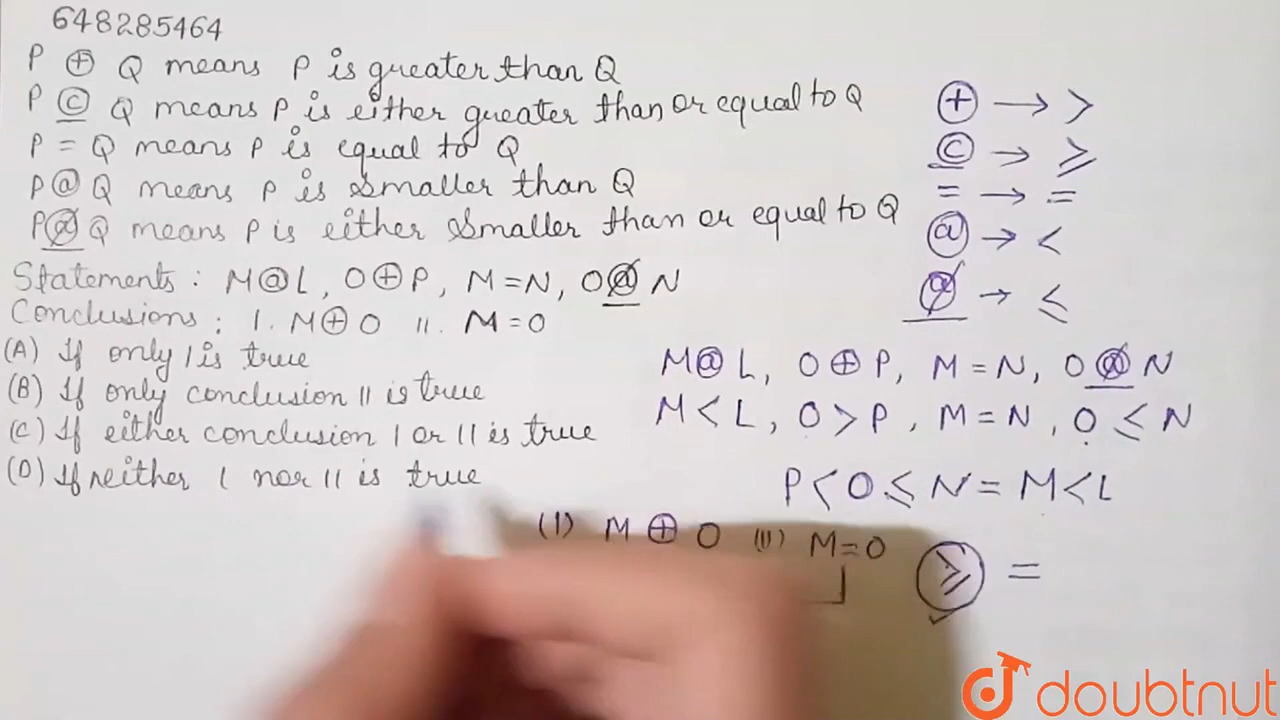 648285464
P ⊕ Q means P is greater than Q
P © Q means P is either greater than or equal to Q
P = Q means P is equal to Q
P @ Q means P is Smaller than Q
P @̸ Q means P is either Smaller than or equal to Q
Statements : M@L, O⊕P, M=N, O@̸N
Conclusions : I. M⊕O II. M=O
(A) If only I is true
(B) If only conclusion II is true
(C) If either conclusion I or II is true
(D) If neither I nor II is true
⊕ → >
© → ≥
= → =
@ → <
@̸ → ≤
M@L, O⊕P, M=N, O@̸N
M<L, O>P, M=N, O≤N
P<O≤N=M<L
(I) M⊕O (II) M=O
≥ =
doubtnut